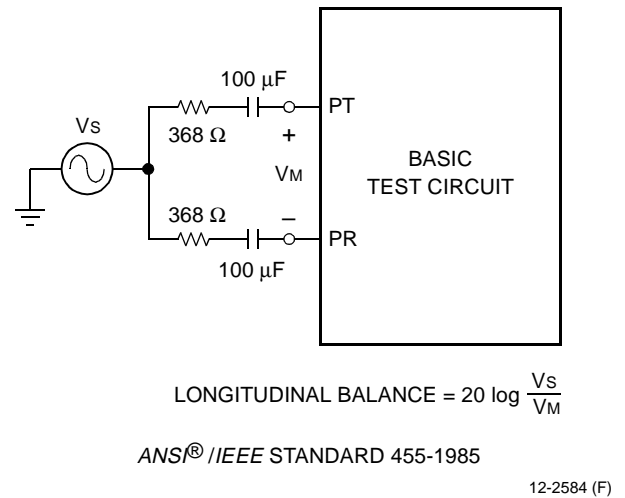 100 μF
PT
Vs
368 Ω
+
VM
BASIC
TEST CIRCUIT
368 Ω
–
PR
100 μF
LONGITUDINAL BALANCE = 20 log Vs
VM
ANSI® /IEEE STANDARD 455-1985
12-2584 (F)